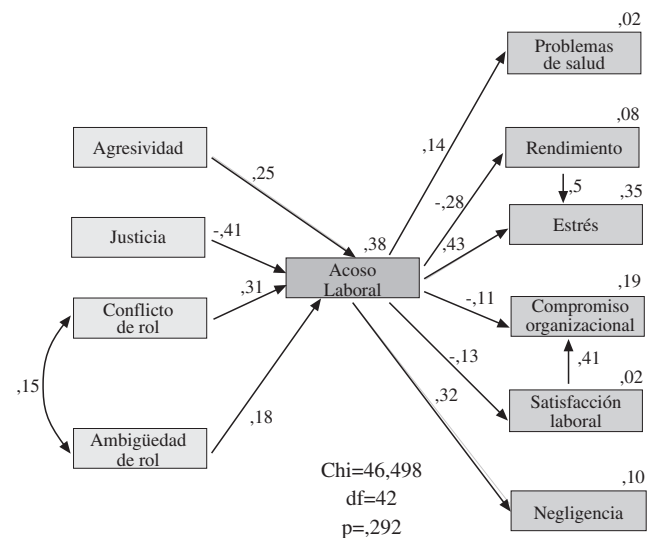 ,02
Problemas
de salud
,08
Agresividad
,14
Rendimiento
,25
-,28
,5
,35
Justicia
-,41
,38
,43
Estrés
Acoso
Laboral
,19
Conflicto
de rol
,31
-,11
Compromiso
organizacional
,15
-,13
,41
,02
,18
,32
Satisfacción
laboral
Ambigüedad
de rol
Chi=46,498
df=42
p=,292
,10
Negligencia